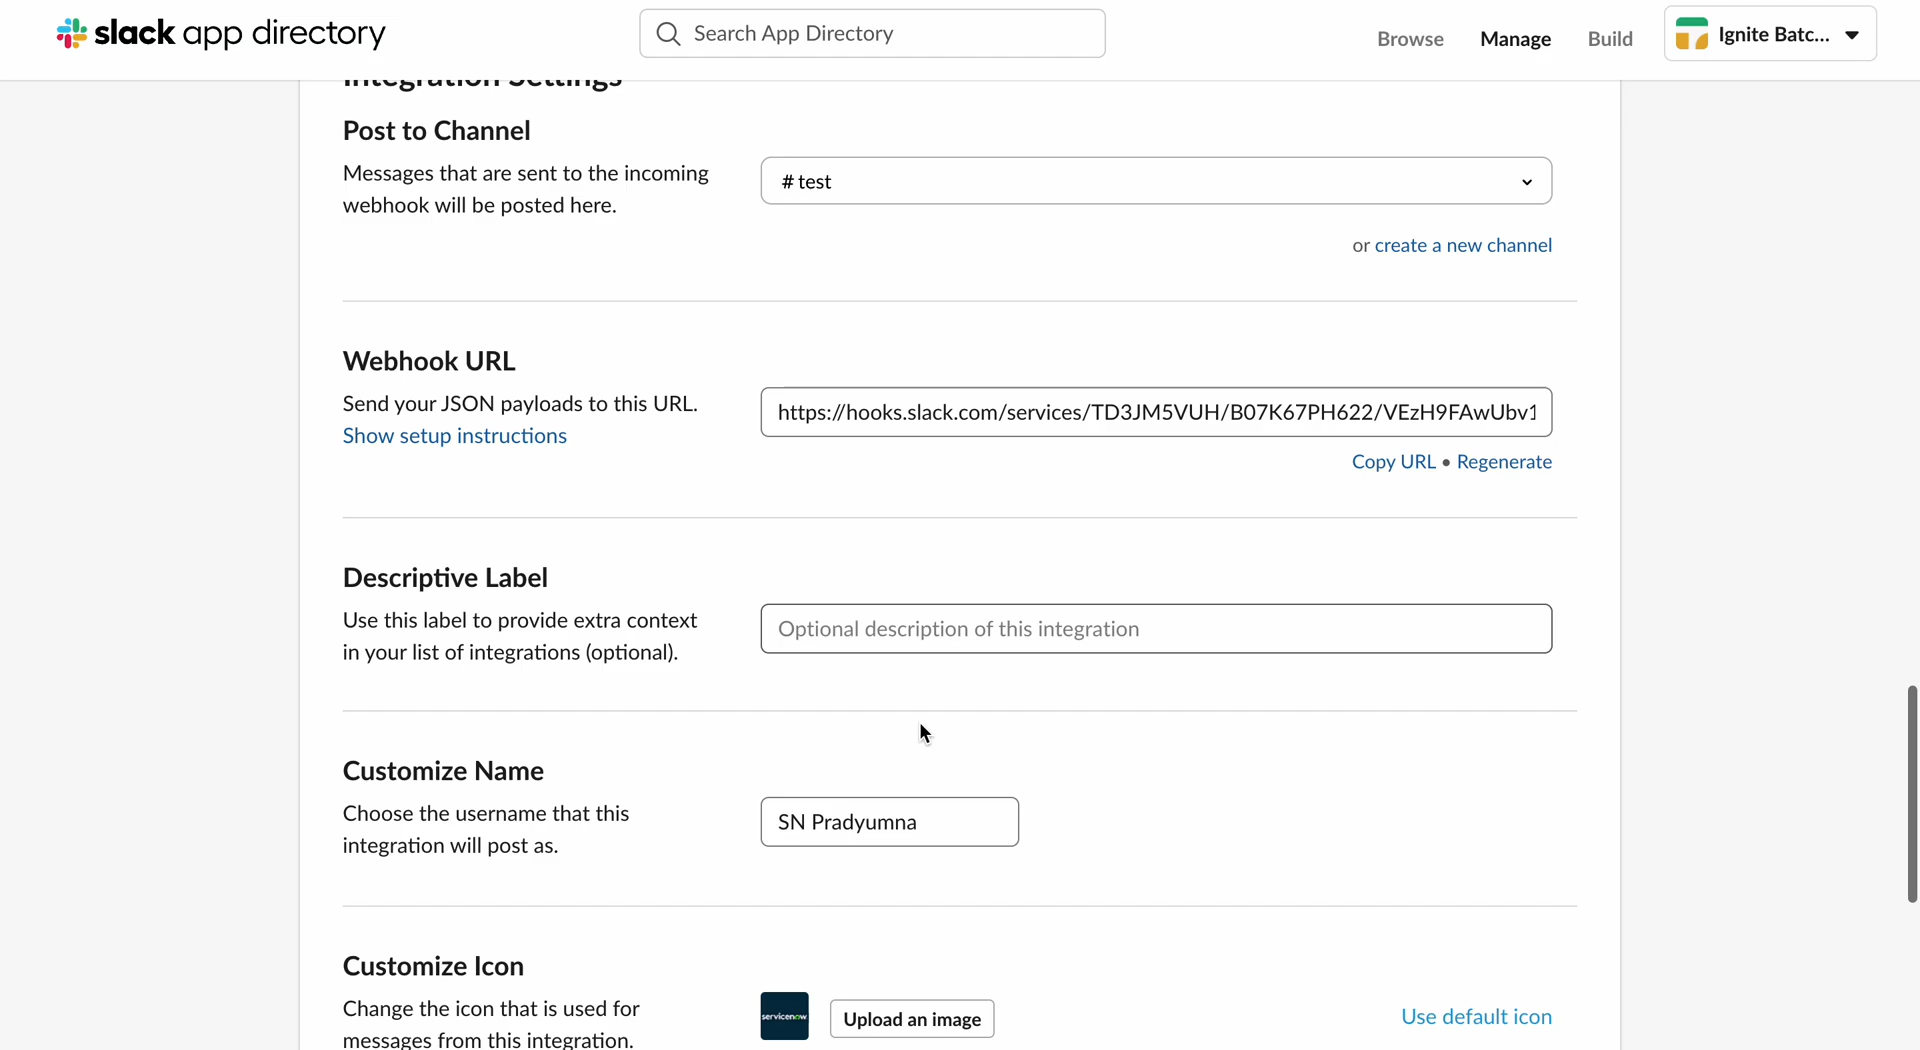 slack app directory
Search App Directory
Browse
Manage
Build
Ignite Batc...
Integration Settings
Post to Channel
Messages that are sent to the incoming
webhook will be posted here.
# test
or create a new channel
Webhook URL
Send your JSON payloads to this URL.
Show setup instructions
https://hooks.slack.com/services/TD3JM5VUH/B07K67PH622/VEzH9FAwUbv1
Copy URL • Regenerate
Descriptive Label
Use this label to provide extra context
in your list of integrations (optional).
Optional description of this integration
Customize Name
Choose the username that this
integration will post as.
SN Pradyumna
Customize Icon
Change the icon that is used for
messages from this integration.
servicenow
Upload an image
Use default icon